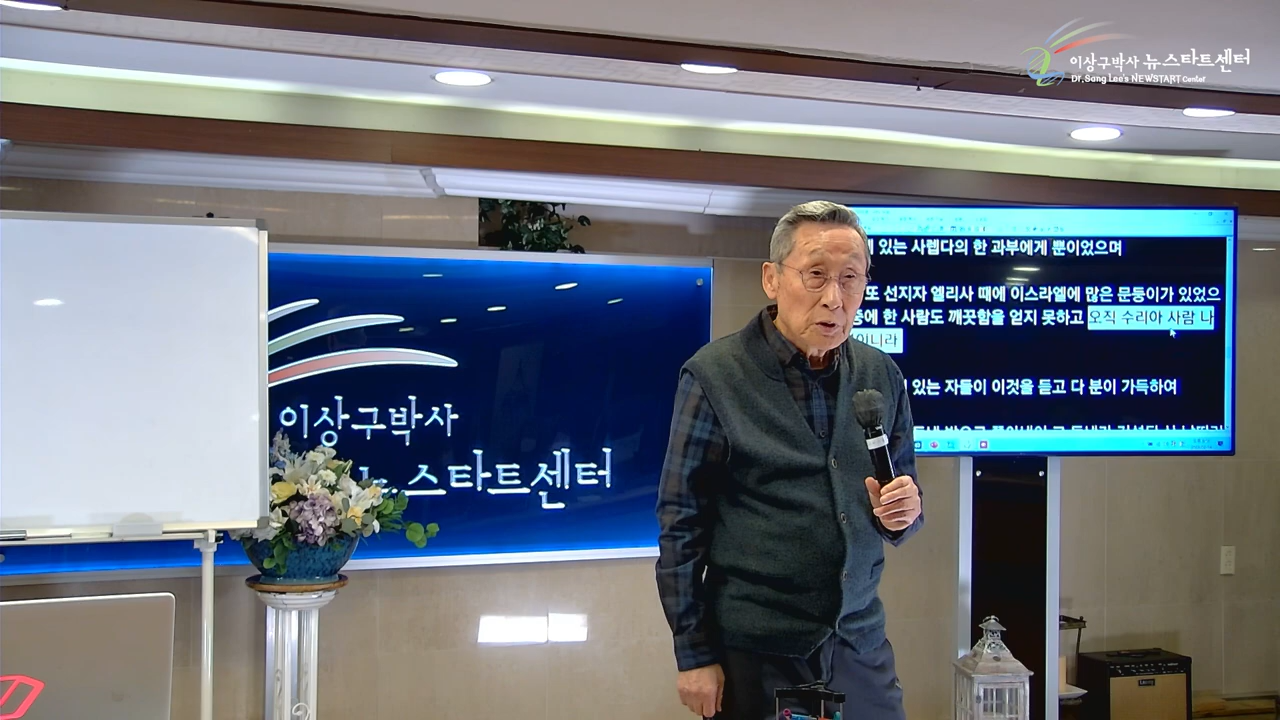 이상구박사 뉴스타트센터
Dr. Sang Lee's NEWSTART Center
있는 사렙다의 한 과부에게 뿐이었으며
또 선지자 엘리사 때에 이스라엘에 많은 문둥이가 있었으
중에 한 사람도 깨끗함을 얻지 못하고 오직 수리아 사람 나
이니라
있는 자들이 이것을 듣고 다 분이 가득하여
이상구박사
뉴스타트센터